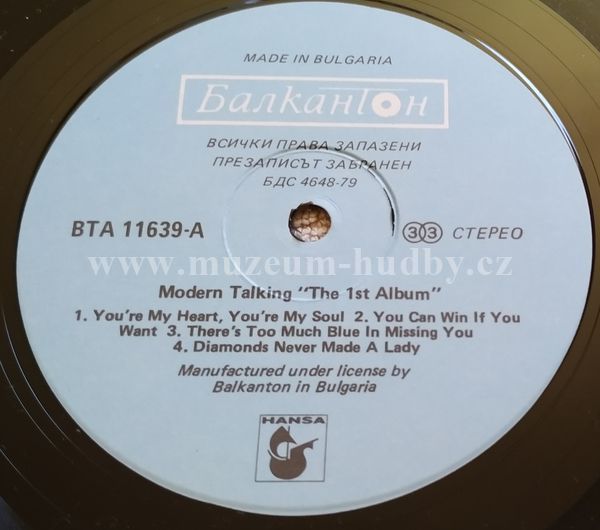 MADE IN BULGARIA
Балкантон
ВСИЧКИ ПРАВА ЗАПАЗЕНИ
ПРЕЗАПИСЪТ ЗАБРАНЕН
БДС 4648-79
BTA 11639-A
33 СТЕРЕО
www.muzeum-hudby.cz
Modern Talking "The 1st Album"
1. You're My Heart, You're My Soul 2. You Can Win If You
Want 3. There's Too Much Blue In Missing You
4. Diamonds Never Made A Lady
Manufactured under license by
Balkanton in Bulgaria
HANSA